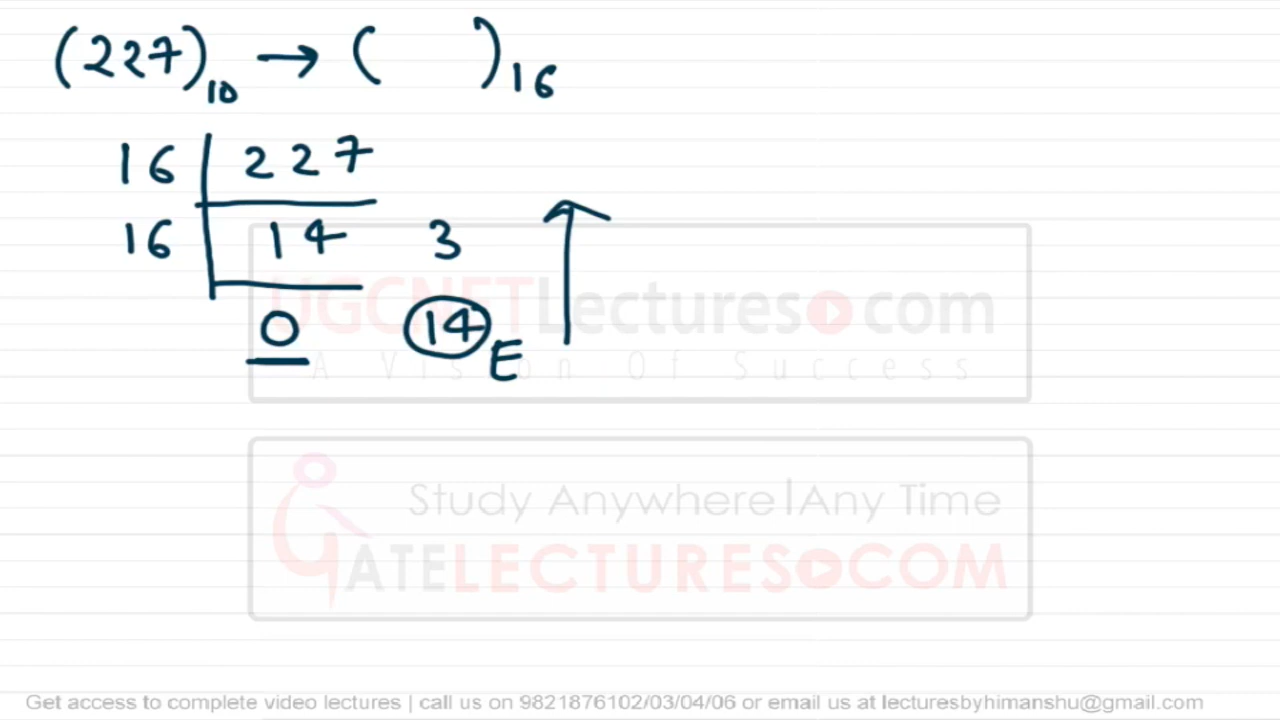 (227)10 → ( )16
16 | 227
16 | 14 3
0 14 E
UGCNETLectures.com
A Vision Of Success
Study Anywhere|Any Time
GATELECTURES.COM
Get access to complete video lectures | call us on 9821876102/03/04/06 or email us at lecturesbyhimanshu@gmail.com